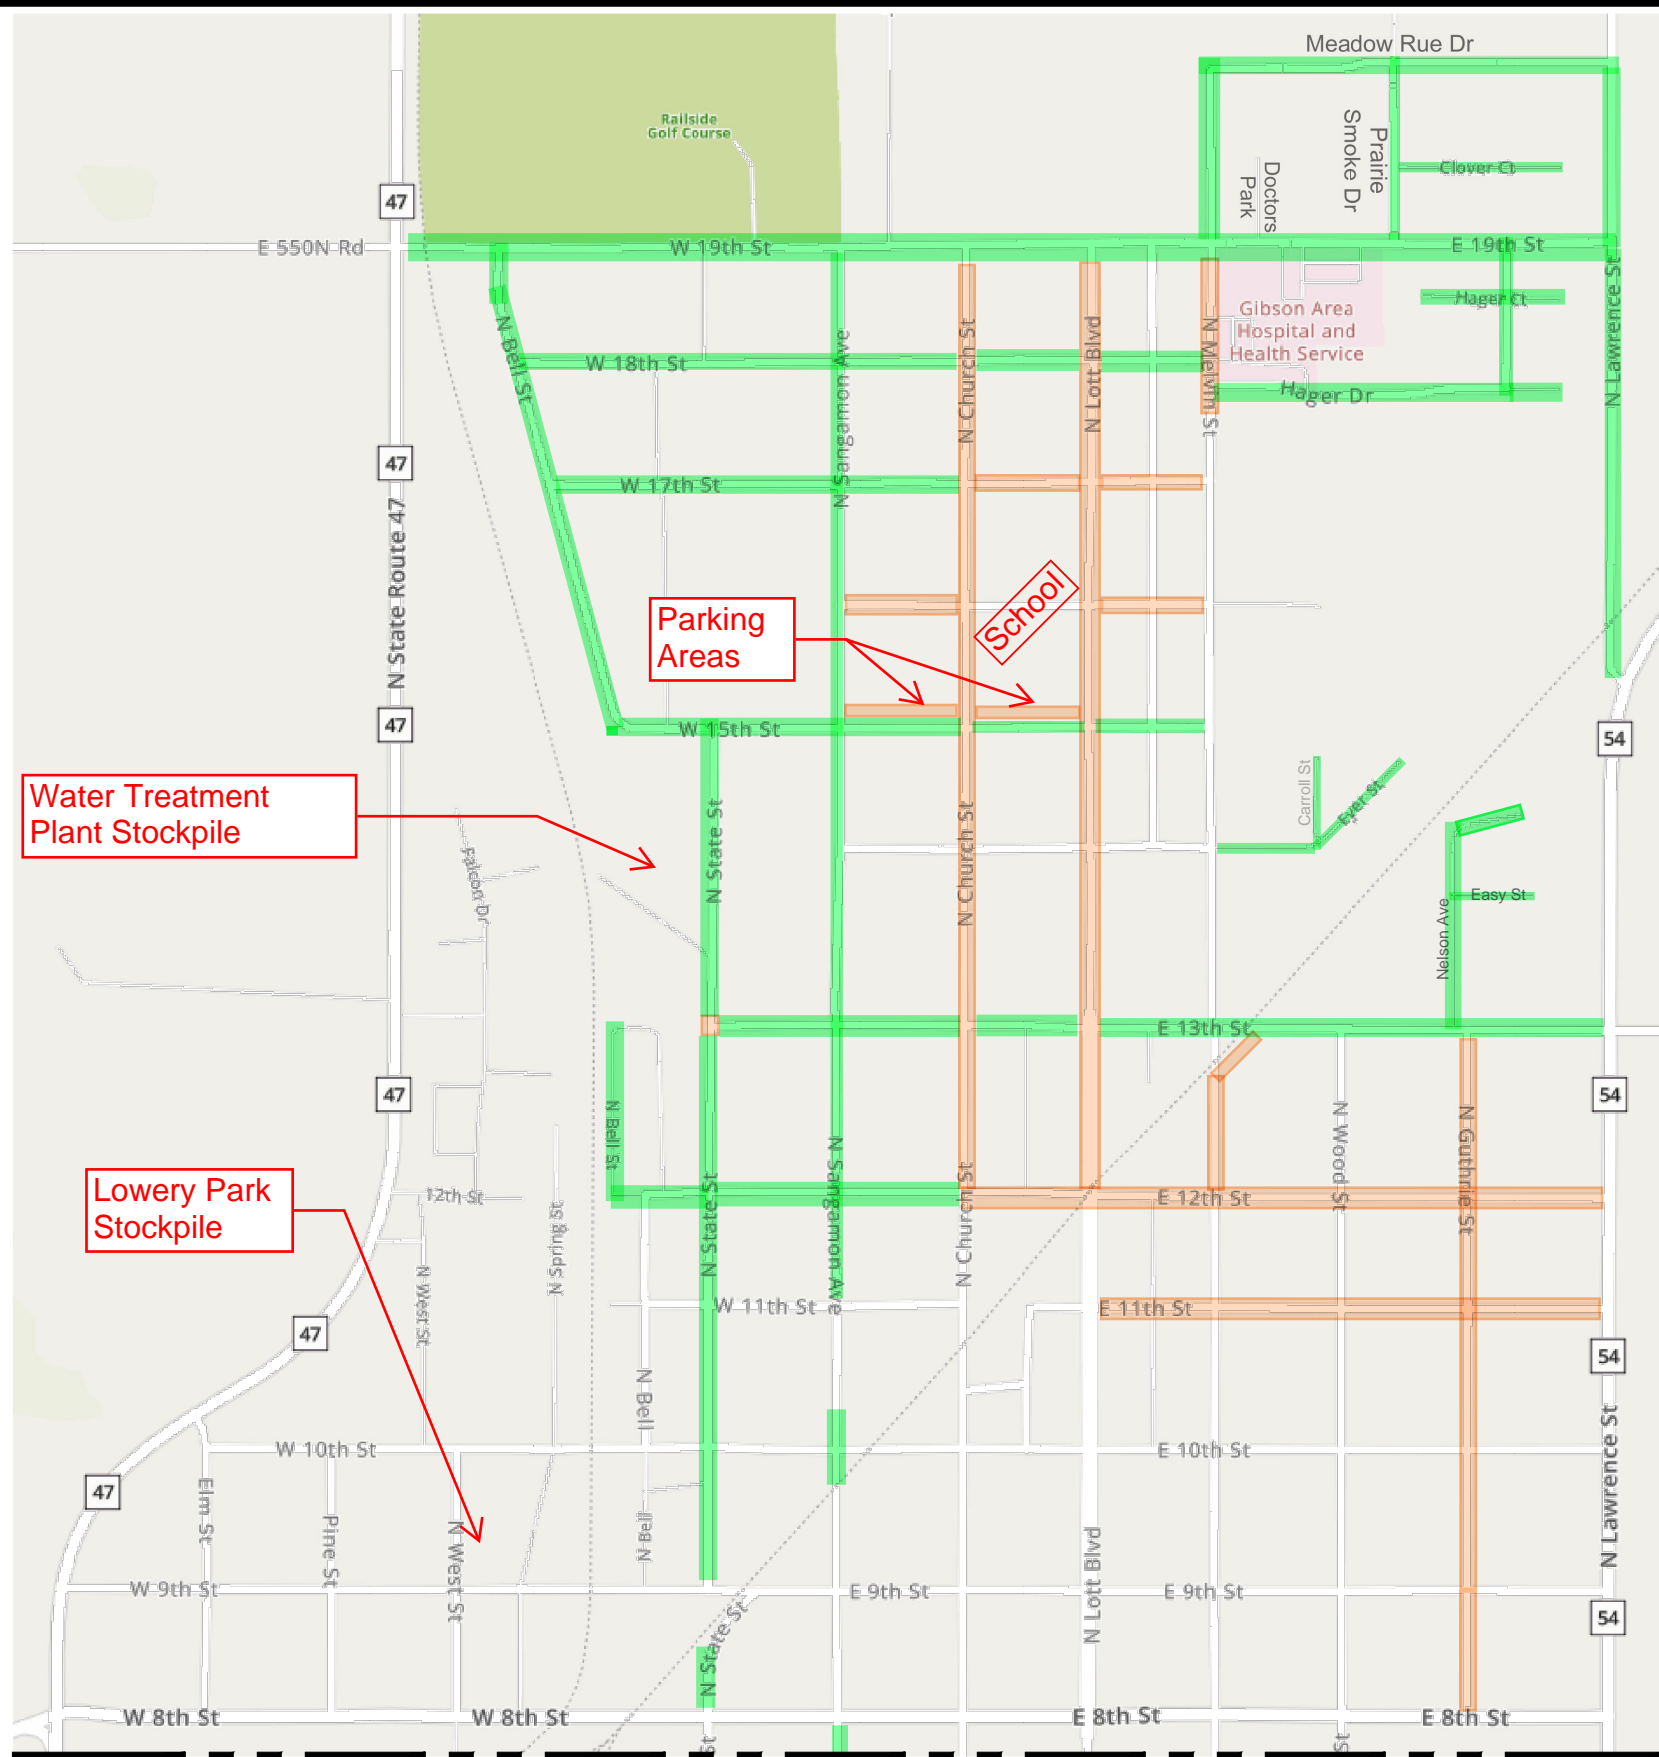 Meadow Rue Dr
Railside
Golf Course
Prairie
Smoke Dr
Doctors
Park
Clover Ct
47
E 550N Rd
W 19th St
E 19th St
N Bell St
N Sangamon Ave
N Church St
N Lott Blvd
N Melvin St
Gibson Area
Hospital and
Health Service
Hager Ct
N Lawrence St
W 18th St
Hager Dr
47
W 17th St
N State Route 47
School
Parking
Areas
47
W 15th St
54
Water Treatment
Plant Stockpile
N State St
N Church St
Carroll St
Eyer St
Falcon Dr
Easy St
Nelson Ave
E 13th St
47
54
N Bell St
N Sangamon Ave
N Wood St
N Guthrie St
Lowery Park
Stockpile
12th St
N State St
N Church St
E 12th St
N Spring St
N West St
W 11th St
E 11th St
47
54
N Bell
W 10th St
E 10th St
N Lawrence St
47
Elm St
Pine St
N West St
N Bell
N Lott Blvd
W 9th St
E 9th St
E 9th St
54
N State St
W 8th St
W 8th St
E 8th St
E 8th St
St
St